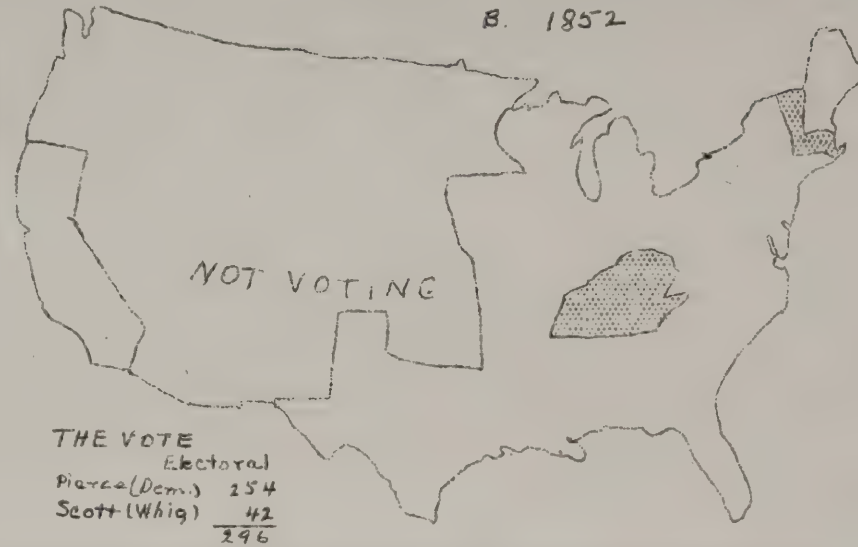 B. 1852
NOT VOTING
THE VOTE
Electoral
Pierce (Dem.) 254
Scott (Whig) 42
296